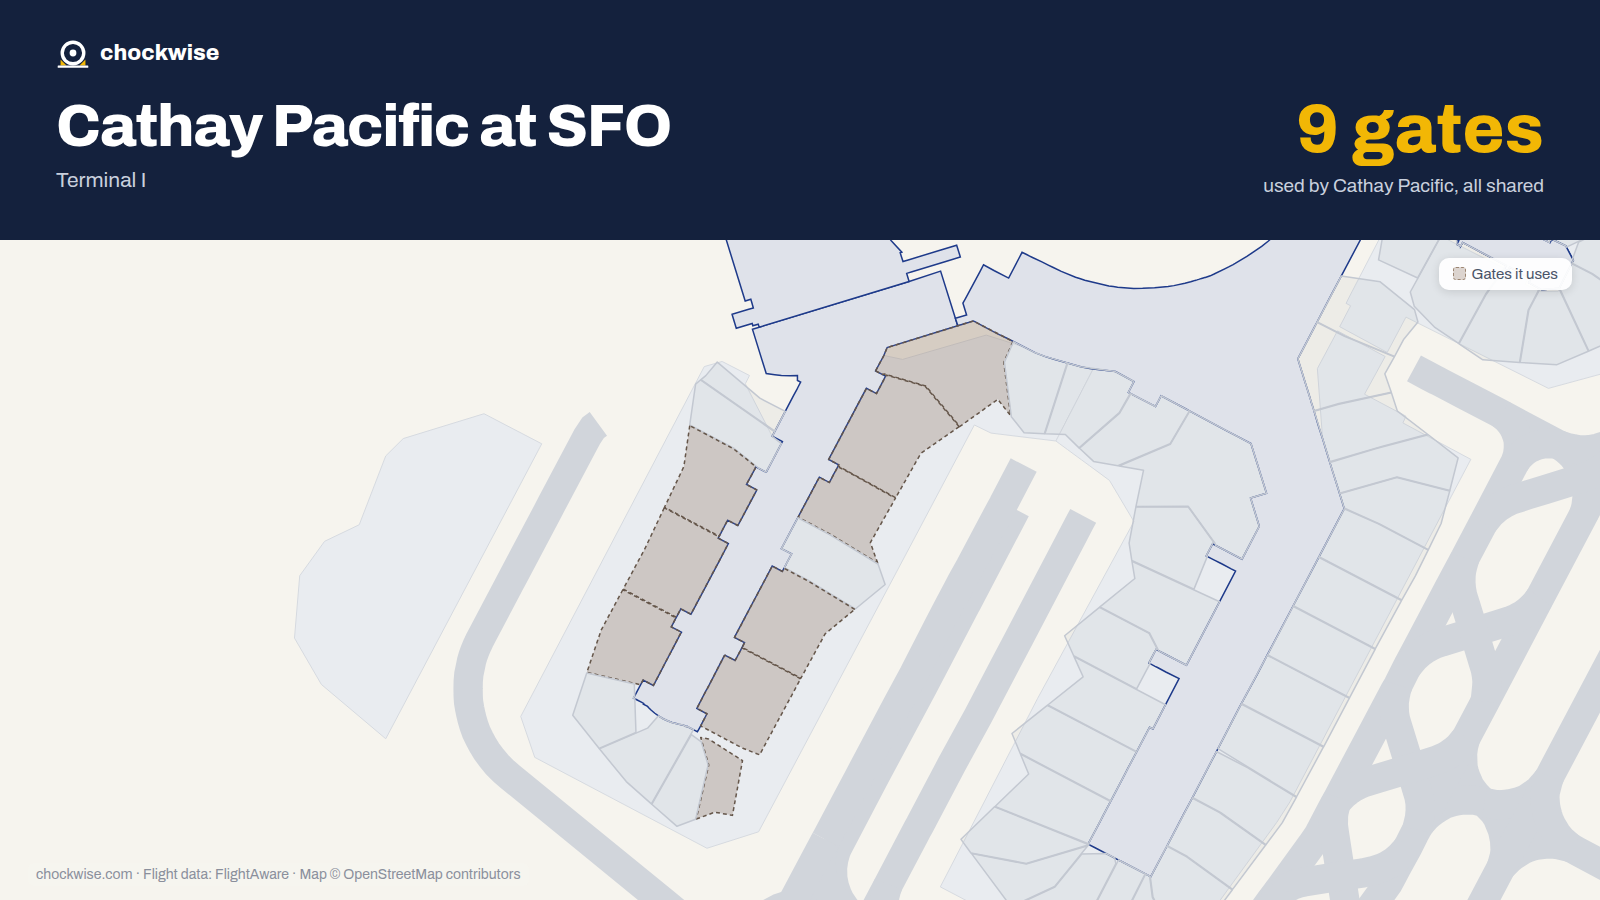 chockwise
Cathay Pacific at SFO
Terminal I
9 gates
used by Cathay Pacific, all shared
Gates it uses
chockwise.com · Flight data: FlightAware · Map © OpenStreetMap contributors